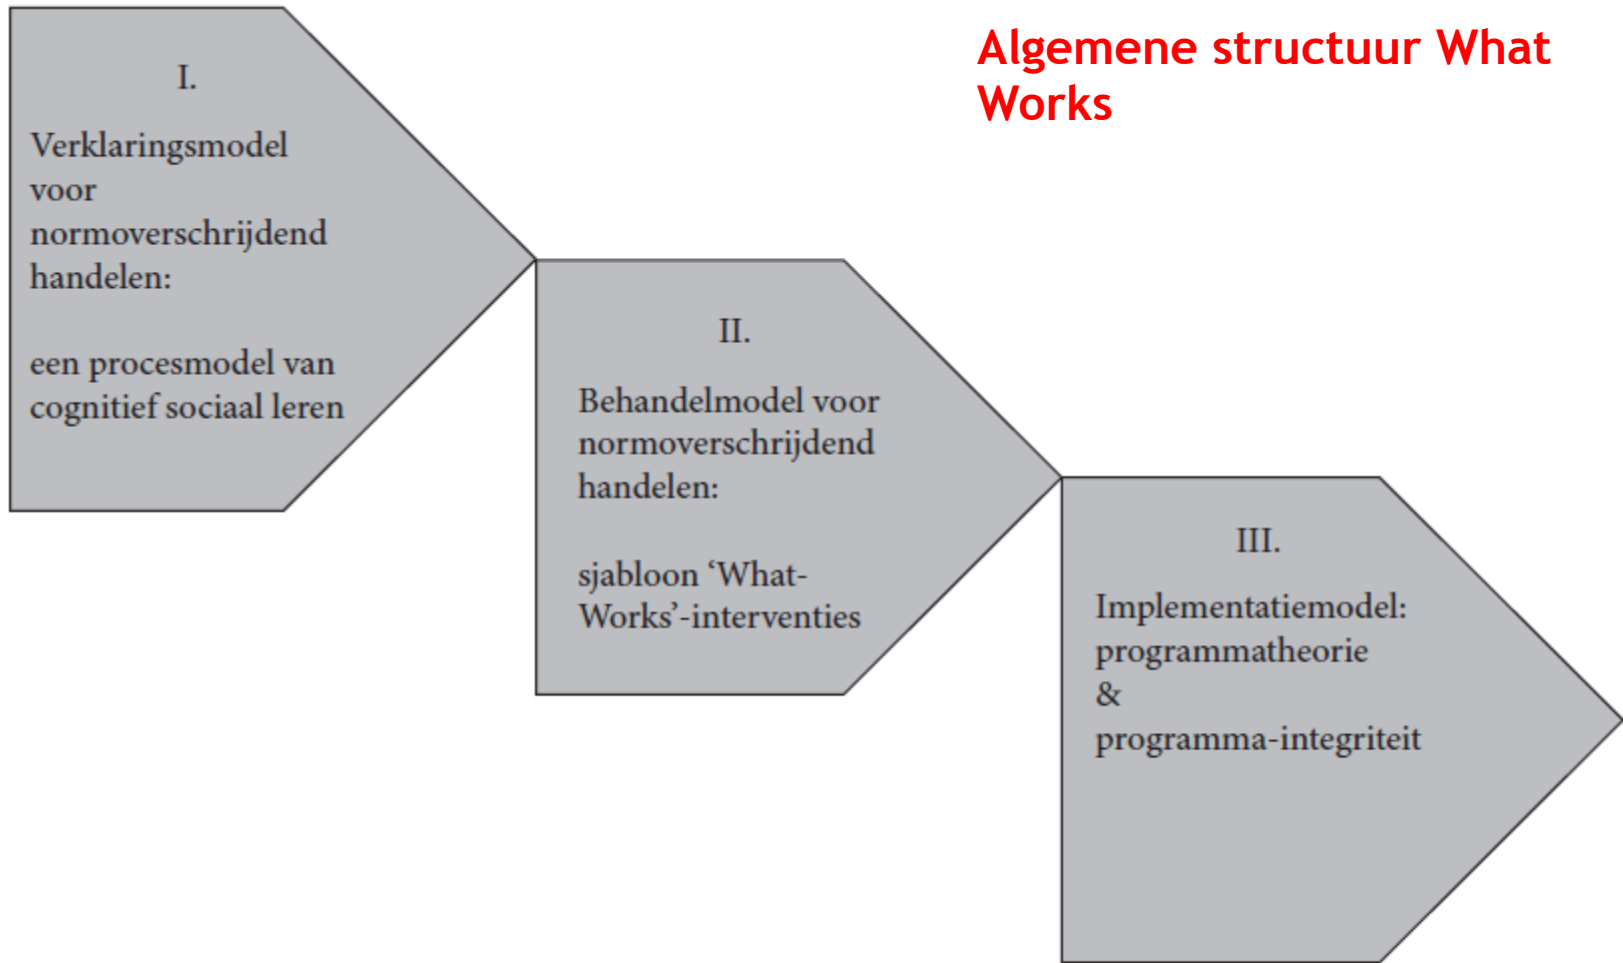 Algemene structuur What
Works
I.
Verklaringsmodel
voor
normoverschrijdend
handelen:
een procesmodel van
cognitief sociaal leren
II.
Behandelmodel voor
normoverschrijdend
handelen:
sjabloon ‘What-
Works’-interventies
III.
Implementatiemodel:
programmatheorie
&
programma-integriteit